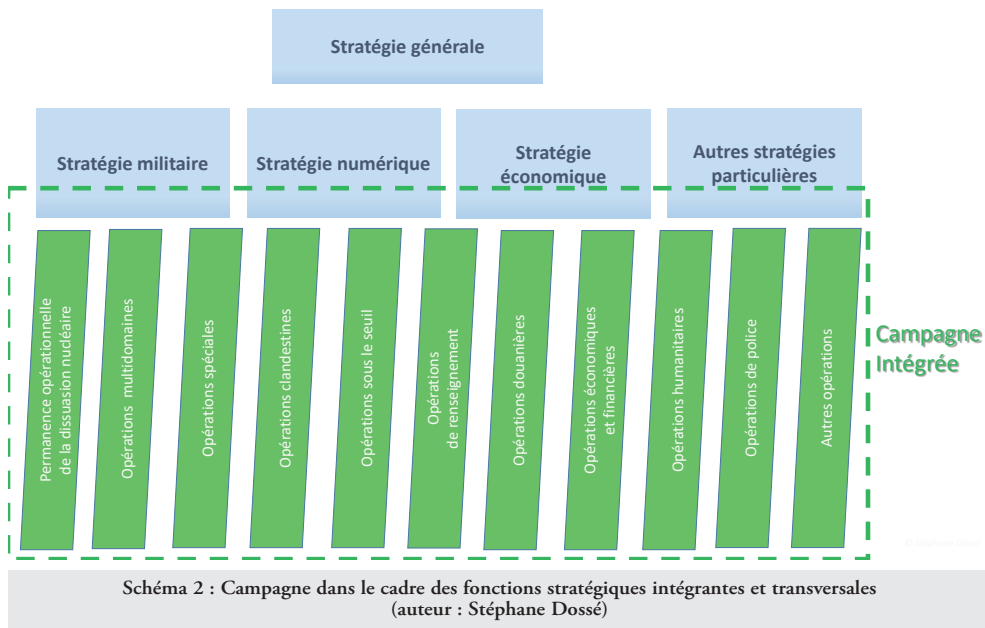 Stratégie générale
Stratégie militaire
Stratégie numérique
Stratégie
économique
Autres stratégies
particulières
Permanence opérationnelle
de la dissuasion nucléaire
Opérations multidomaines
Opérations spéciales
Opérations clandestines
Opérations sous le seuil
Opérations
de renseignement
Opérations douanières
Opérations économiques
et financières
Opérations humanitaires
Opérations de police
Autres opérations
Campagne
Intégrée
© Stéphane Dossé
Schéma 2 : Campagne dans le cadre des fonctions stratégiques intégrantes et transversales
(auteur : Stéphane Dossé)